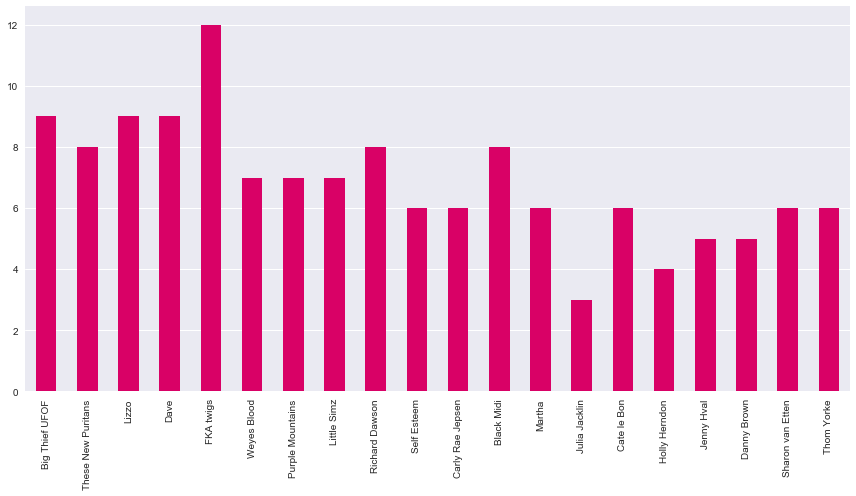 12
10
8
6
4
2
0
Big Thief UFOF
These New Puritans
Lizzo
Dave
FKA twigs
Weyes Blood
Purple Mountains
Little Simz
Richard Dawson
Self Esteem
Carly Rae Jepsen
Black Midi
Martha
Julia Jacklin
Cate le Bon
Holly Herndon
Jenny Hval
Danny Brown
Sharon van Etten
Thom Yorke